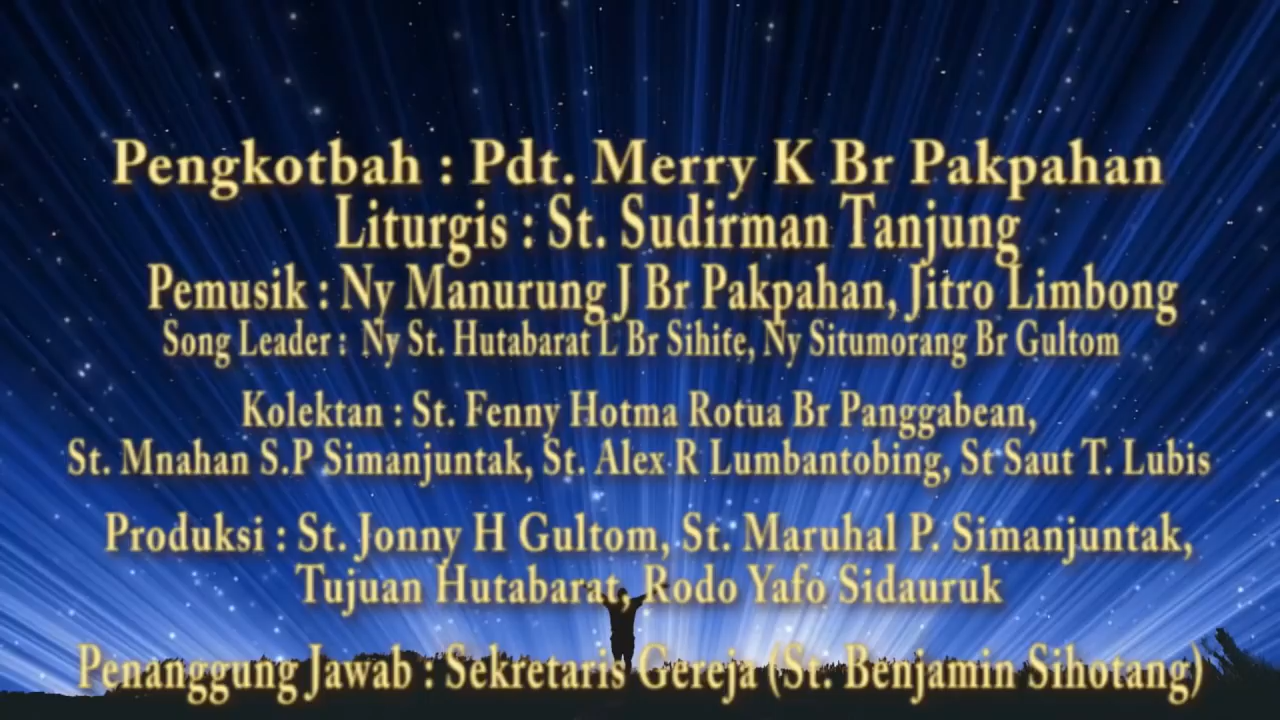 Pengkotbah : Pdt. Merry K Br Pakpahan
Liturgis : St. Sudirman Tanjung
Pemusik : Ny Manurung J Br Pakpahan, Jitro Limbong
Song Leader : Ny St. Hutabarat L Br Sihite, Ny Situmorang Br Gultom
Kolektan : St. Fenny Hotma Rotua Br Panggabean,
St. Mnahan S.P Simanjuntak, St. Alex R Lumbantobing, St Saut T. Lubis
Produksi : St. Jonny H Gultom, St. Maruhal P. Simanjuntak,
Tujuan Hutabarat, Rodo Yafo Sidauruk
Penanggung Jawab : Sekretaris Gereja (St. Benjamin Sihotang)